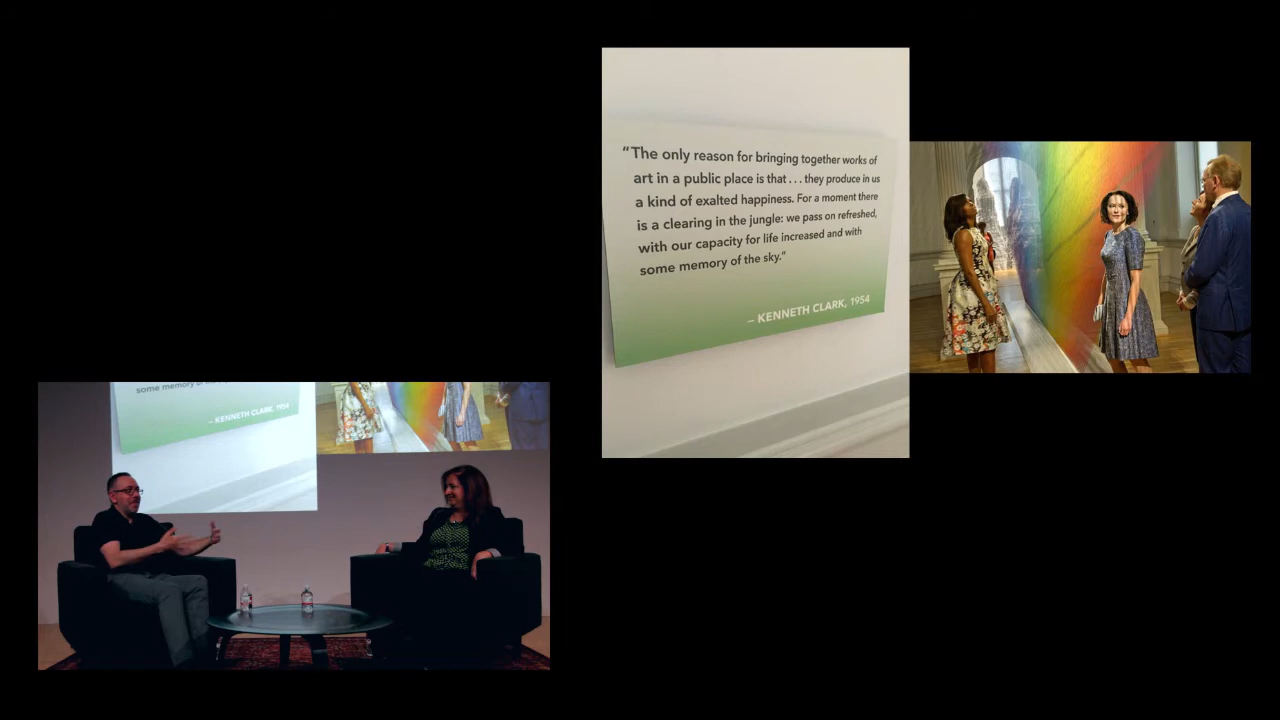 “The only reason for bringing together works of
art in a public place is that . . . they produce in us
a kind of exalted happiness. For a moment there
is a clearing in the jungle: we pass on refreshed,
with our capacity for life increased and with
some memory of the sky.”
– KENNETH CLARK, 1954
some memory
– KENNETH CLARK, 1954